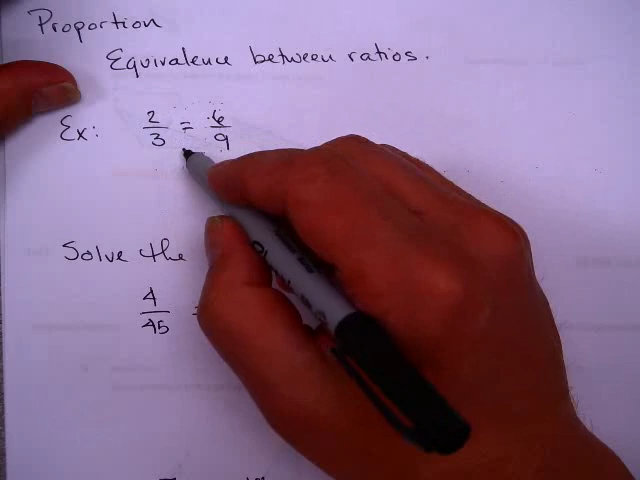 Proportion
Equivalence between ratios.
Ex: 2/3 = 6/9
Solve the
4/45 =